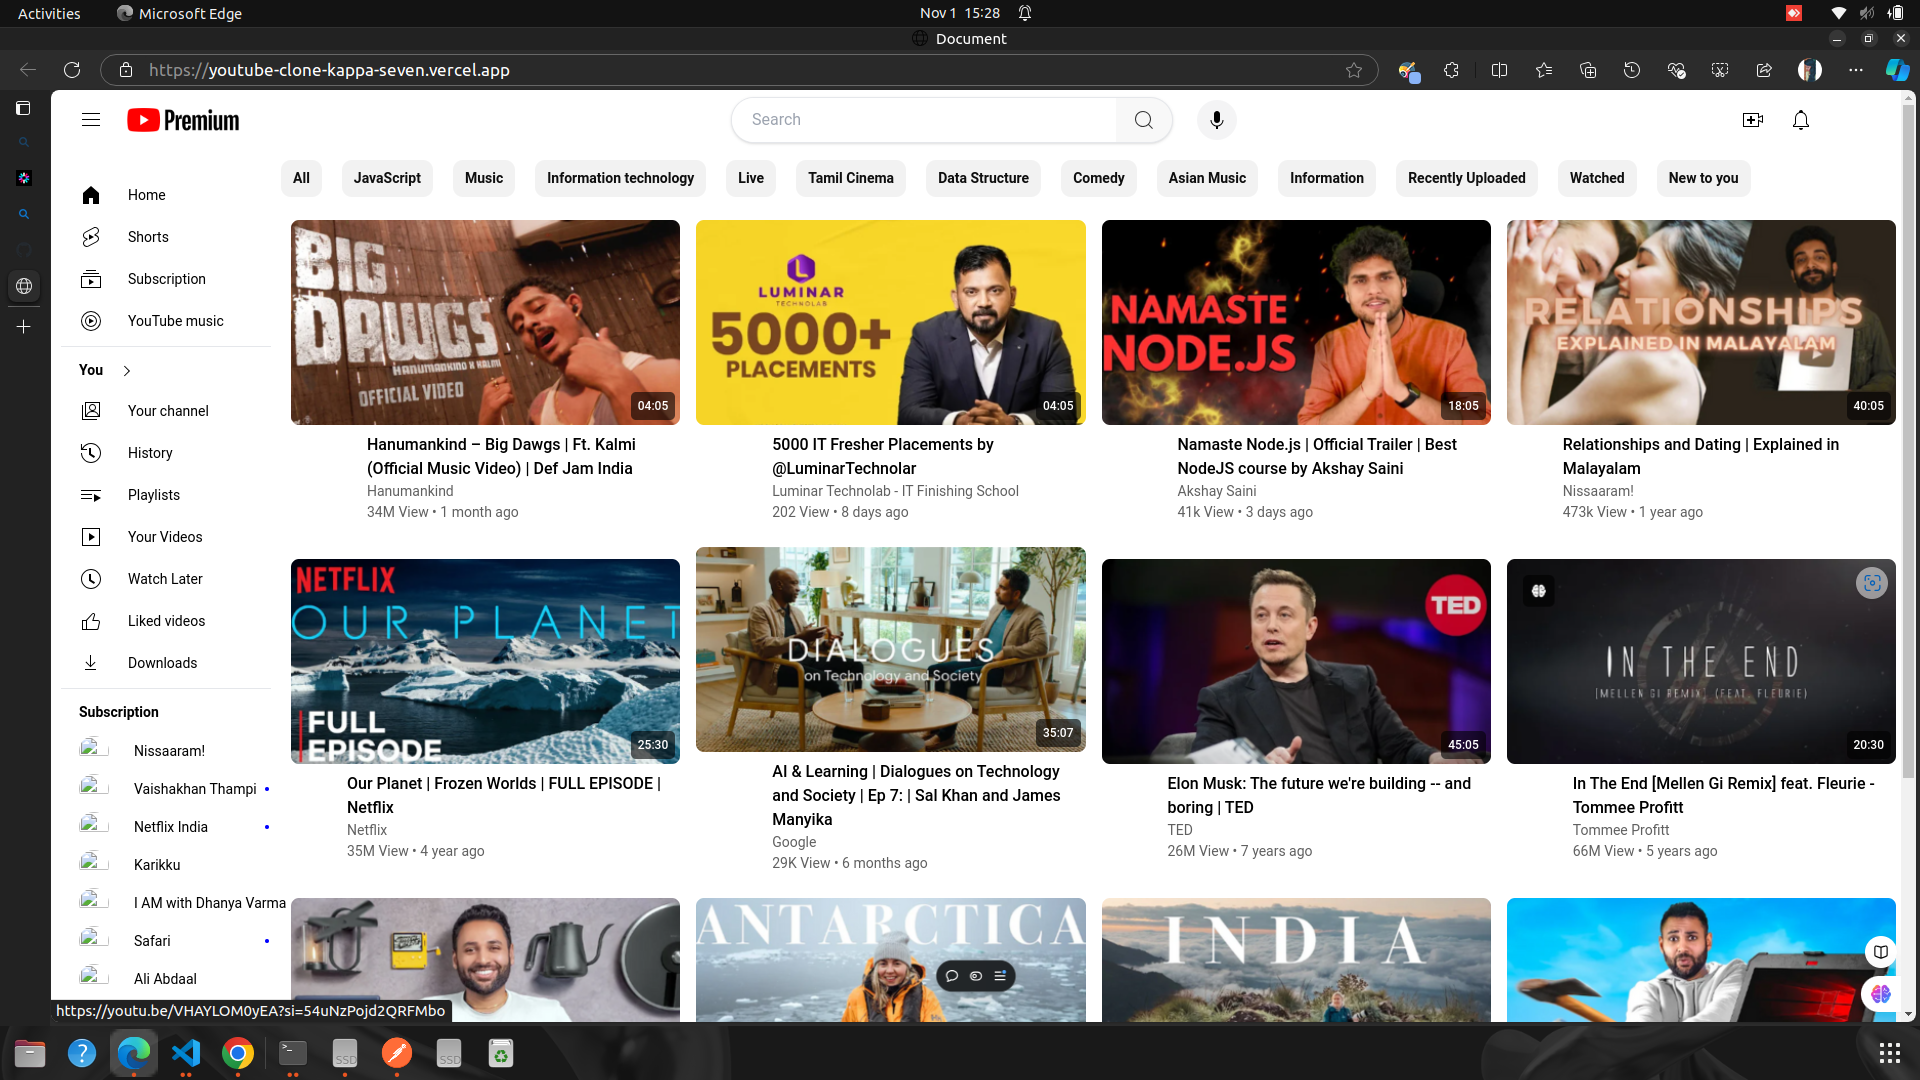 Activities
Microsoft Edge
Nov 1 15:28
Document
https://youtube-clone-kappa-seven.vercel.app
Premium
Search
All
JavaScript
Music
Information technology
Live
Tamil Cinema
Data Structure
Comedy
Asian Music
Information
Recently Uploaded
Watched
New to you
Home
Shorts
Subscription
YouTube music
You
Your channel
History
Playlists
Your Videos
Watch Later
Liked videos
Downloads
Subscription
Nissaaram!
Vaishakhan Thampi
Netflix India
Karikku
I AM with Dhanya Varma
Safari
Ali Abdaal
BIG
DAWGS
HANUMANKIND X KALMI
OFFICIAL VIDEO
04:05
Hanumankind – Big Dawgs | Ft. Kalmi
(Official Music Video) | Def Jam India
Hanumankind
34M View • 1 month ago
LUMINAR
TECHNOLAB
5000+
PLACEMENTS
04:05
5000 IT Fresher Placements by
@LuminarTechnolar
Luminar Technolab - IT Finishing School
202 View • 8 days ago
NAMASTE
NODE.JS
18:05
Namaste Node.js | Official Trailer | Best
NodeJS course by Akshay Saini
Akshay Saini
41k View • 3 days ago
RELATIONSHIPS
EXPLAINED IN MALAYALAM
40:05
Relationships and Dating | Explained in
Malayalam
Nissaaram!
473k View • 1 year ago
NETFLIX
OUR PLANET
FULL
EPISODE
25:30
Our Planet | Frozen Worlds | FULL EPISODE |
Netflix
Netflix
35M View • 4 year ago
DIALOGUES
on Technology and Society
35:07
AI & Learning | Dialogues on Technology
and Society | Ep 7: | Sal Khan and James
Manyika
Google
29K View • 6 months ago
TED
45:05
Elon Musk: The future we're building -- and
boring | TED
TED
26M View • 7 years ago
IN THE END
[MELLEN GI REMIX] (FEAT. FLEURIE)
20:30
In The End [Mellen Gi Remix] feat. Fleurie -
Tommee Profitt
Tommee Profitt
66M View • 5 years ago
ANTARCTICA
INDIA
https://youtu.be/VHAYLOM0yEA?si=54uNzPojd2QRFMbo
SSD
SSD